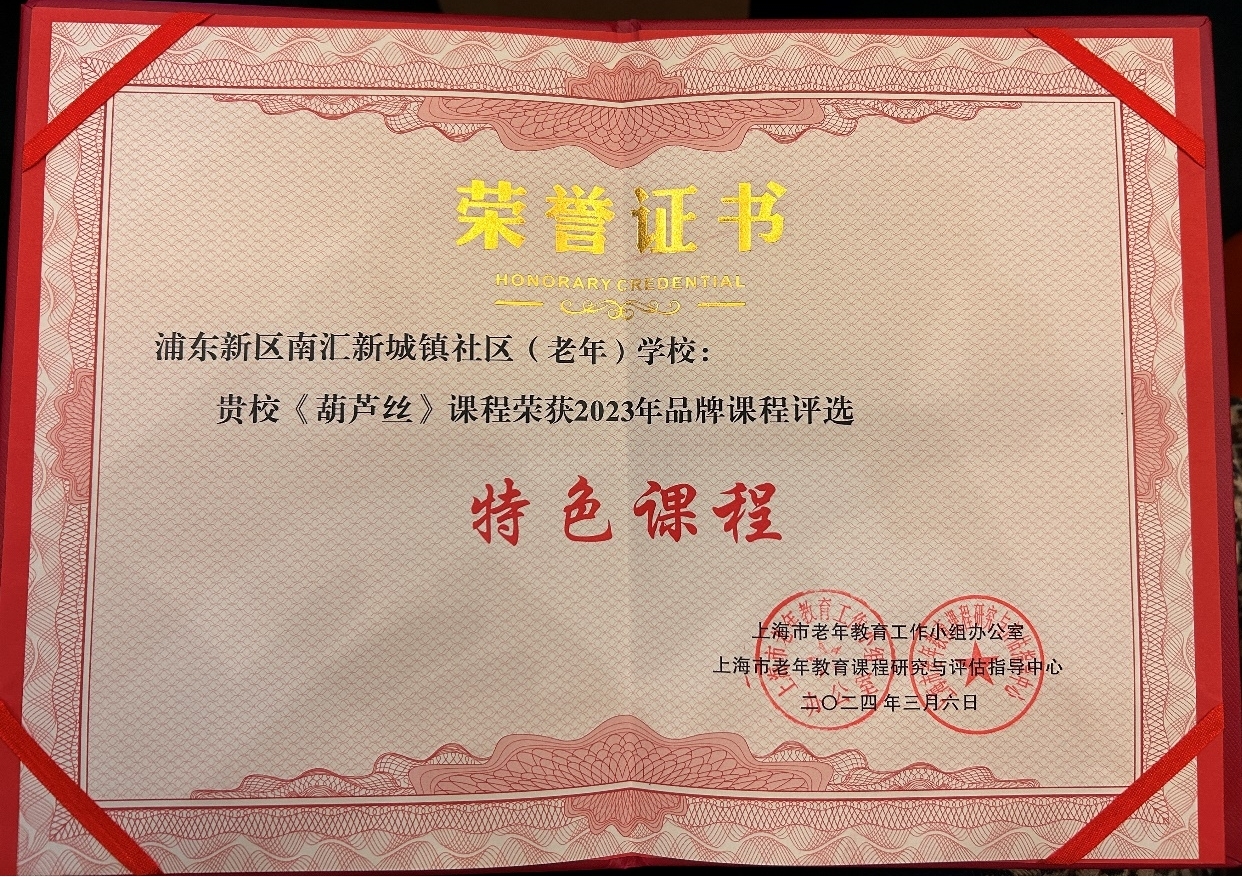 荣誉证书
HONORARY CREDENTIAL
浦东新区南汇新城镇社区（老年）学校：
贵校《葫芦丝》课程荣获2023年品牌课程评选
特色课程
上海市老年教育工作小组办公室
上海市老年教育课程研究与评估指导中心
二〇二四年三月六日